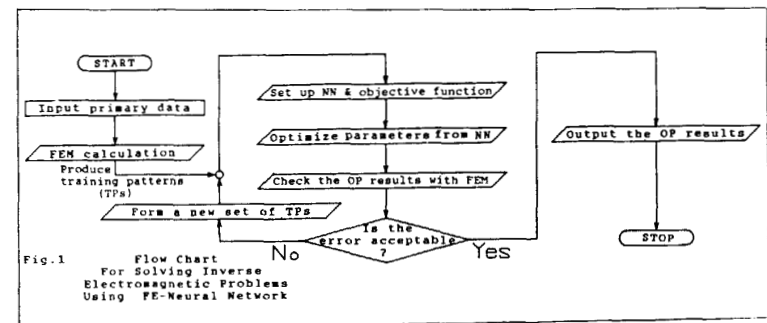 START
Input primary data
FEM calculation
Produce
training patterns
(TPs)
Form a new set of TPs
Set up NN & objective function
Optimize parameters from NN
Check the OP results with FEM
Is the
error acceptable
?
No
Yes
Output the OP results
STOP
Fig.1 Flow Chart
For Solving Inverse
Electromagnetic Problems
Using FE-Neural Network